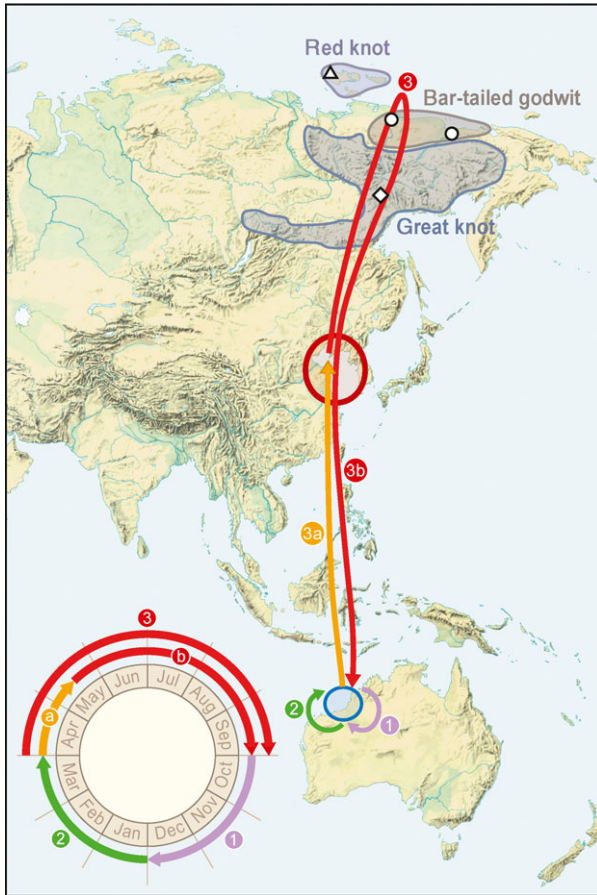 Red knot
3
Bar-tailed godwit
Great knot
3b
3a
3
b
Jun
Jul
May
Aug
a
Apr
Sep
2
1
Mar
Oct
Feb
Nov
Jan
Dec
2
1